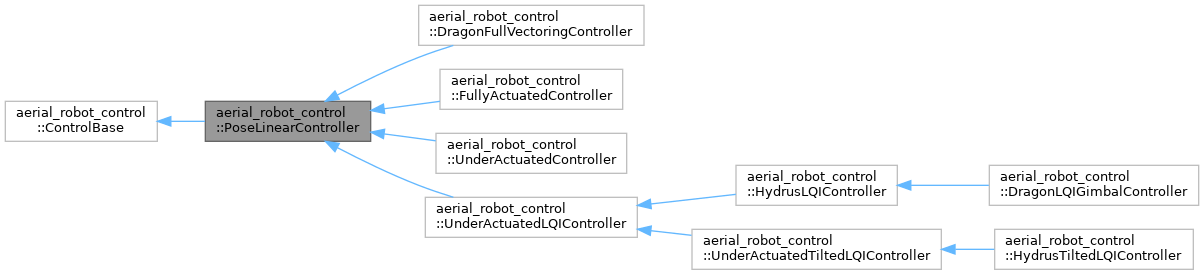 aerial_robot_control
::DragonFullVectoringController
aerial_robot_control
::FullyActuatedController
aerial_robot_control
::ControlBase
aerial_robot_control
::PoseLinearController
aerial_robot_control
::UnderActuatedController
aerial_robot_control
::HydrusLQIController
aerial_robot_control
::DragonLQIGimbalController
aerial_robot_control
::UnderActuatedLQIController
aerial_robot_control
::UnderActuatedTiltedLQIController
aerial_robot_control
::HydrusTiltedLQIController